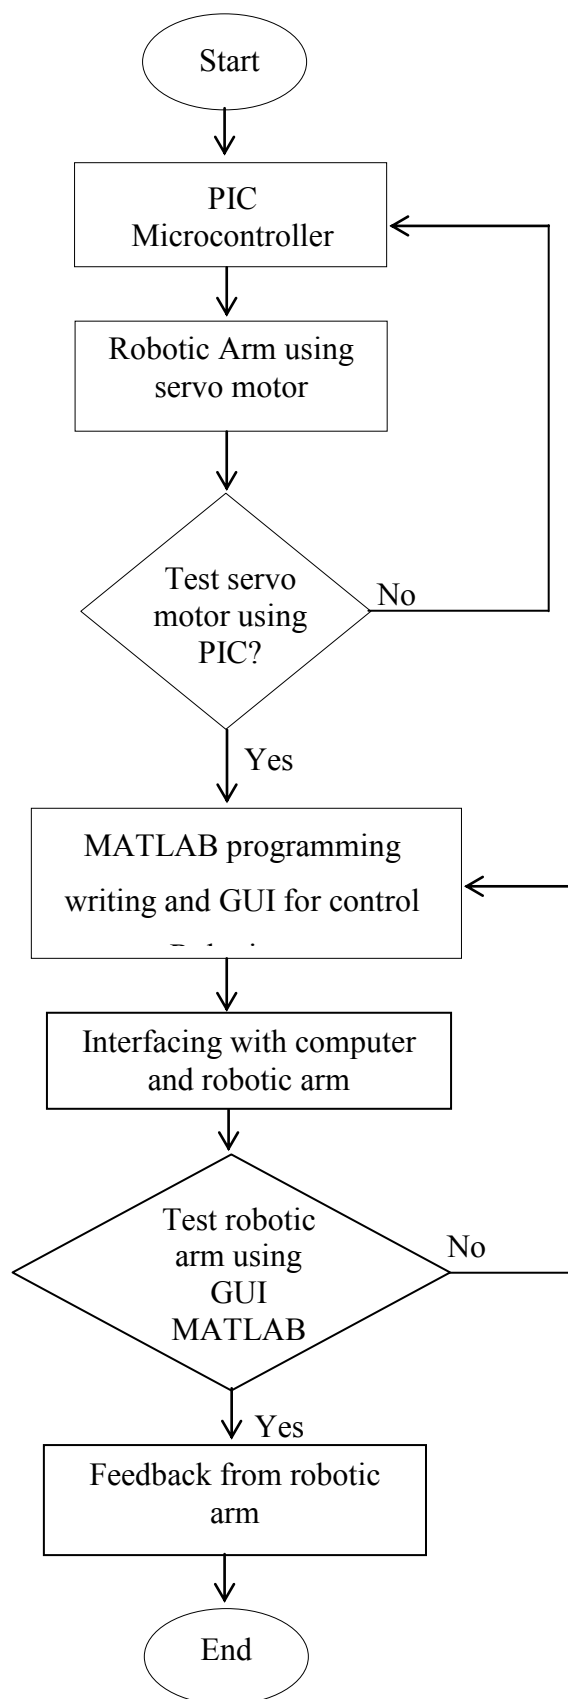 Start
PIC
Microcontroller
Robotic Arm using
servo motor
Test servo
motor using
PIC?
No
Yes
MATLAB programming
writing and GUI for control
Interfacing with computer
and robotic arm
Test robotic
arm using
GUI
MATLAB
No
Yes
Feedback from robotic
arm
End